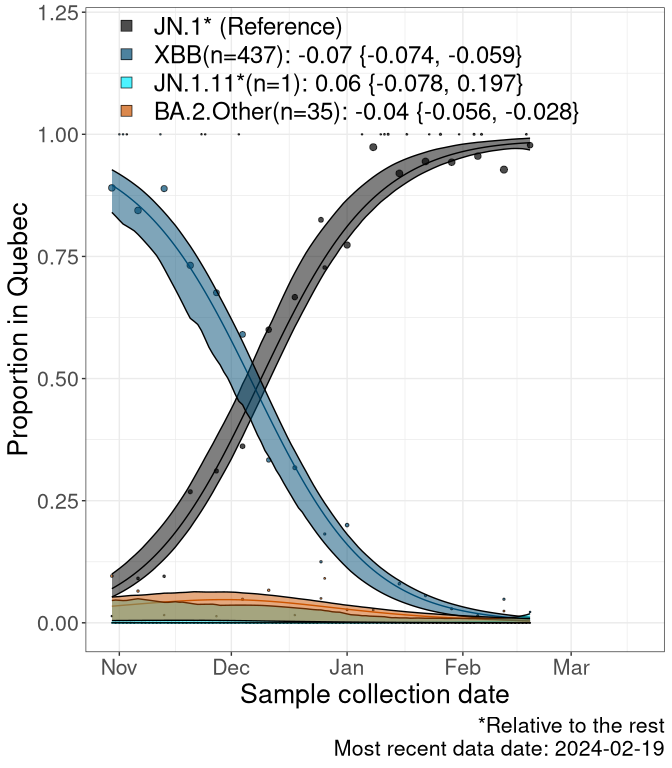 JN.1* (Reference)
XBB(n=437): -0.07 {-0.074, -0.059}
JN.1.11*(n=1): 0.06 {-0.078, 0.197}
BA.2.Other(n=35): -0.04 {-0.056, -0.028}
1.25
1.00
0.75
0.50
0.25
0.00
Proportion in Quebec
Nov Dec Jan Feb Mar
Sample collection date
*Relative to the rest
Most recent data date: 2024-02-19